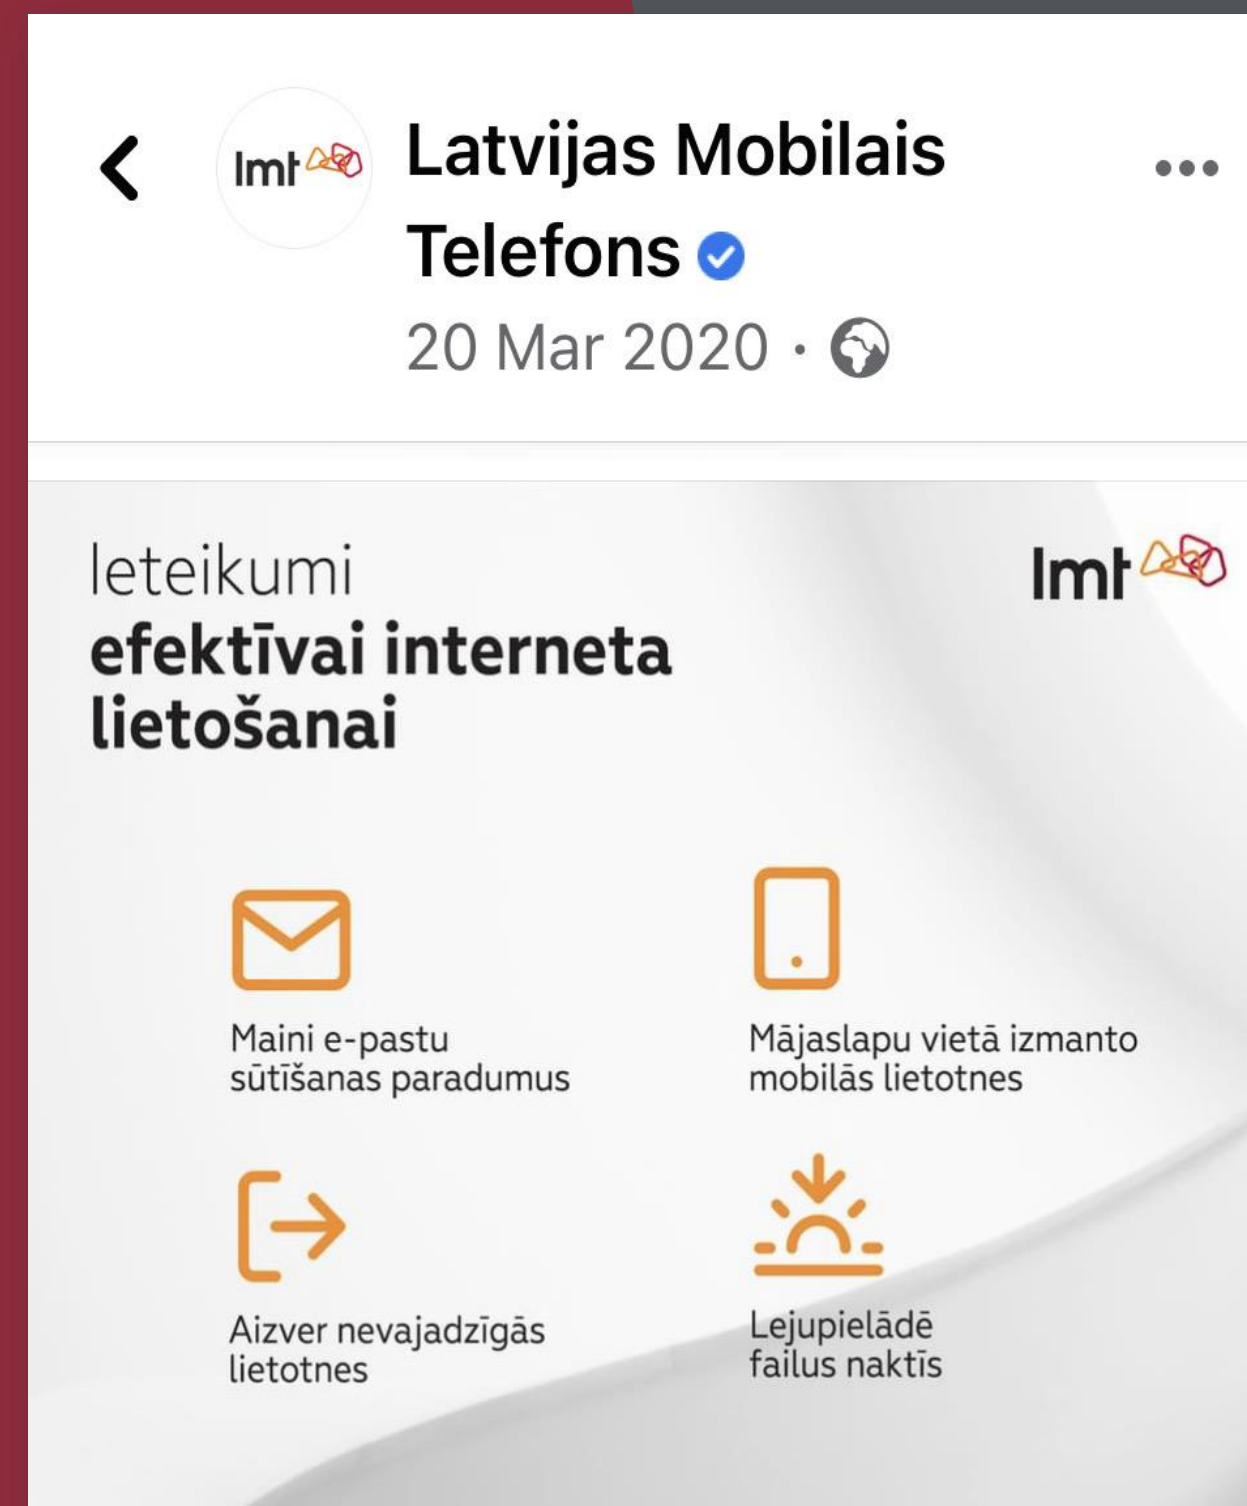 lmt
Latvijas Mobilais
Telefons
20 Mar 2020 ·
Ieteikumi
efektīvai interneta
lietošanai
lmt
Maini e-pastu
sūtīšanas paradumus
Mājaslapu vietā izmanto
mobilās lietotnes
Aizver nevajadzīgās
lietotnes
Lejupielādē
failus naktīs